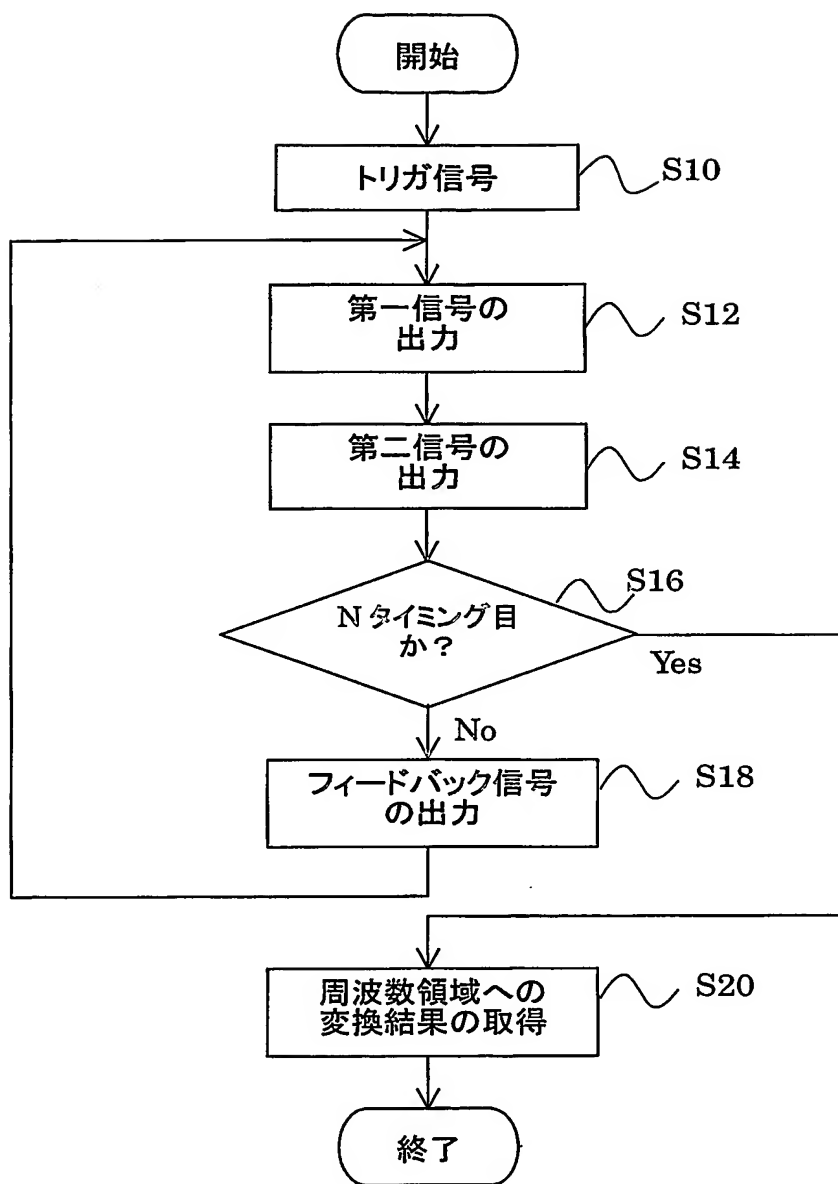 開始
トリガ信号
S10
第一信号の
出力
S12
第二信号の
出力
S14
S16
Nタイミング目
か？
Yes
No
フィードバック信号
の出力
S18
周波数領域への
変換結果の取得
S20
終了